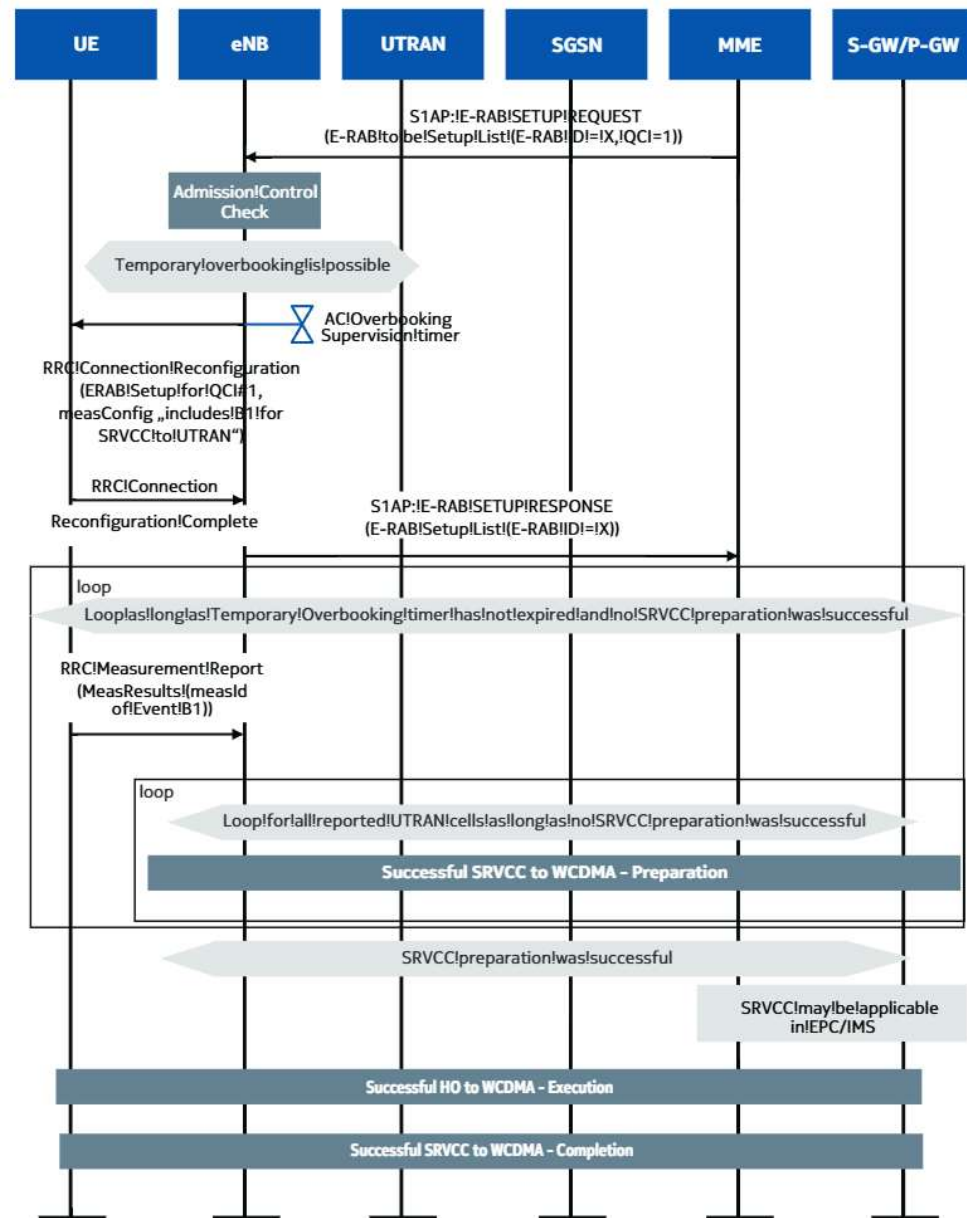 UE
eNB
UTRAN
SGSN
MME
S-GW/P-GW
S1AP:!E-RAB!SETUP!REQUEST
(E-RAB!to!be!Setup!List!(E-RAB!ID!=!X,!QCI=1))
Admission!Control
Check
Temporary!overbooking!is!possible
AC!Overbooking
Supervision!timer
RRC!Connection!Reconfiguration
(ERAB!Setup!for!QCI#1,
measConfig „includes!B1!for
SRVCC!to!UTRAN“)
RRC!Connection
Reconfiguration!Complete
S1AP:!E-RAB!SETUP!RESPONSE
(E-RAB!Setup!List!(E-RAB!ID!=!X))
loop
Loop!as!long!as!Temporary!Overbooking!timer!has!not!expired!and!no!SRVCC!preparation!was!successful
RRC!Measurement!Report
(MeasResults!(measId
of!Event!B1))
loop
Loop!for!all!reported!UTRAN!cells!as!long!as!no!SRVCC!preparation!was!successful
Successful SRVCC to WCDMA – Preparation
SRVCC!preparation!was!successful
SRVCC!may!be!applicable
in!EPC/IMS
Successful HO to WCDMA – Execution
Successful SRVCC to WCDMA – Completion